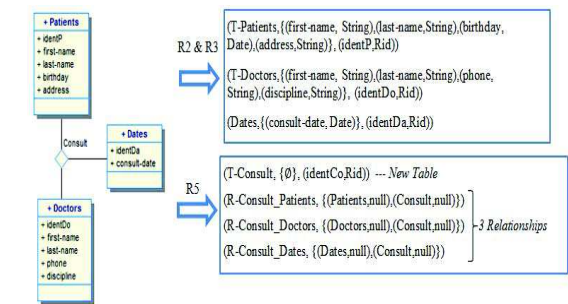 + Patients
+ identP
+ first-name
+ last-name
+ birthday
+ address
Consult
+ Dates
+ identDa
+ consult-date
+ Doctors
+ identDo
+ first-name
+ last-name
+ phone
+ discipline
R2 & R3
(T-Patients,{(first-name, String),(last-name,String),(birthday,
Date),(address,String)}, (identP,Rid))
(T-Doctors,{(first-name, String),(last-name,String),(phone,
String),(discipline,String)}, (identDo,Rid))
(Dates,{(consult-date, Date)}, (identDa,Rid))
R5
(T-Consult, {Ø}, (identCo,Rid)) --- New Table
(R-Consult_Patients, {(Patients,null),(Consult,null)})
(R-Consult_Doctors, {(Doctors,null),(Consult,null)})
(R-Consult_Dates, {(Dates,null),(Consult,null)})
3 Relationships